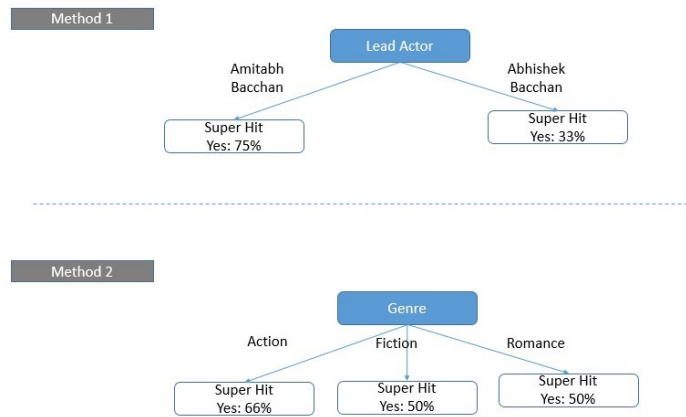 Method 1
Lead Actor
Amitabh
Bacchan
Abhishek
Bacchan
Super Hit
Yes: 75%
Super Hit
Yes: 33%
Method 2
Genre
Action
Fiction
Romance
Super Hit
Yes: 66%
Super Hit
Yes: 50%
Super Hit
Yes: 50%